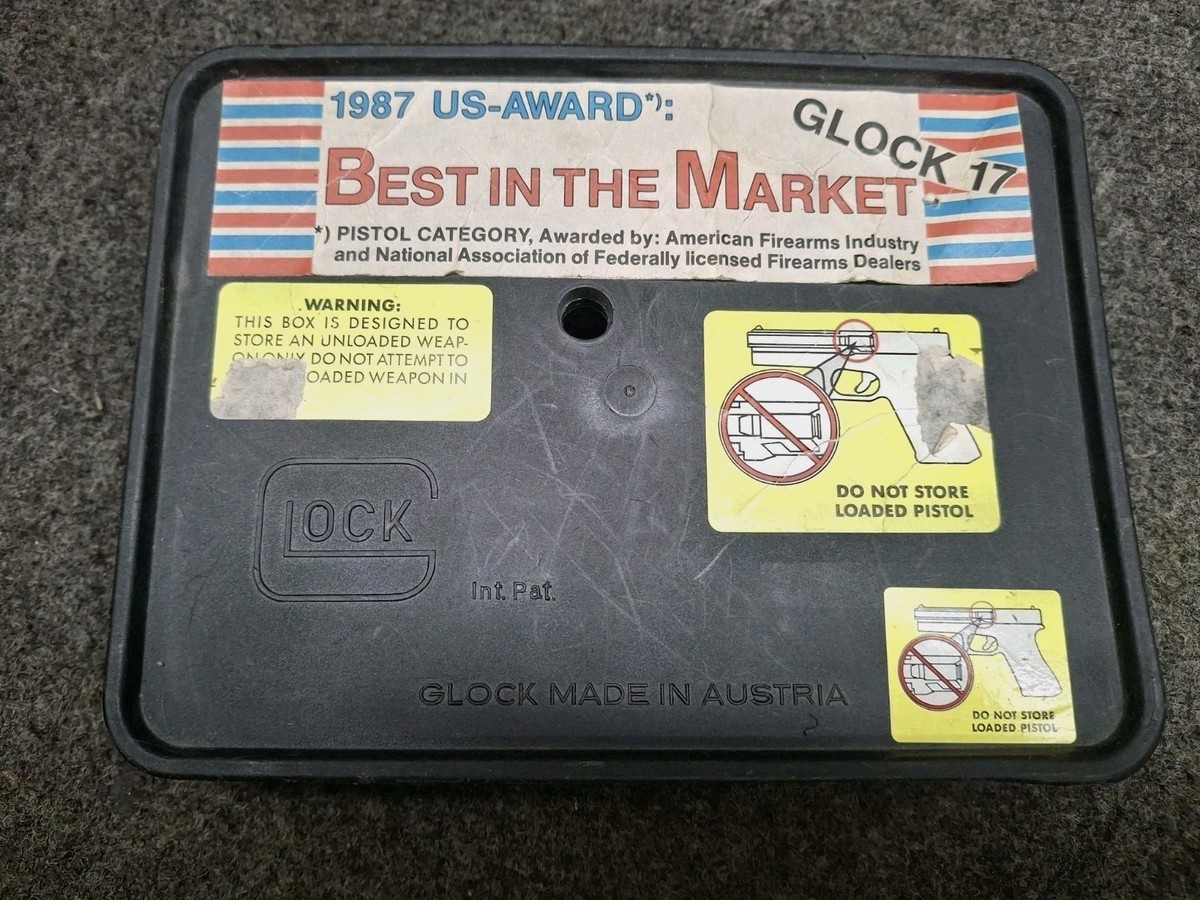 1987 US-AWARD*):
GLOCK 17
BEST IN THE MARKET
*) PISTOL CATEGORY, Awarded by: American Firearms Industry
and National Association of Federally licensed Firearms Dealers
WARNING:
THIS BOX IS DESIGNED TO
STORE AN UNLOADED WEAP-
ON ONLY DO NOT ATTEMPT TO
OADED WEAPON IN
DO NOT STORE
LOADED PISTOL
GLOCK
Int. Pat.
GLOCK MADE IN AUSTRIA
DO NOT STORE
LOADED PISTOL